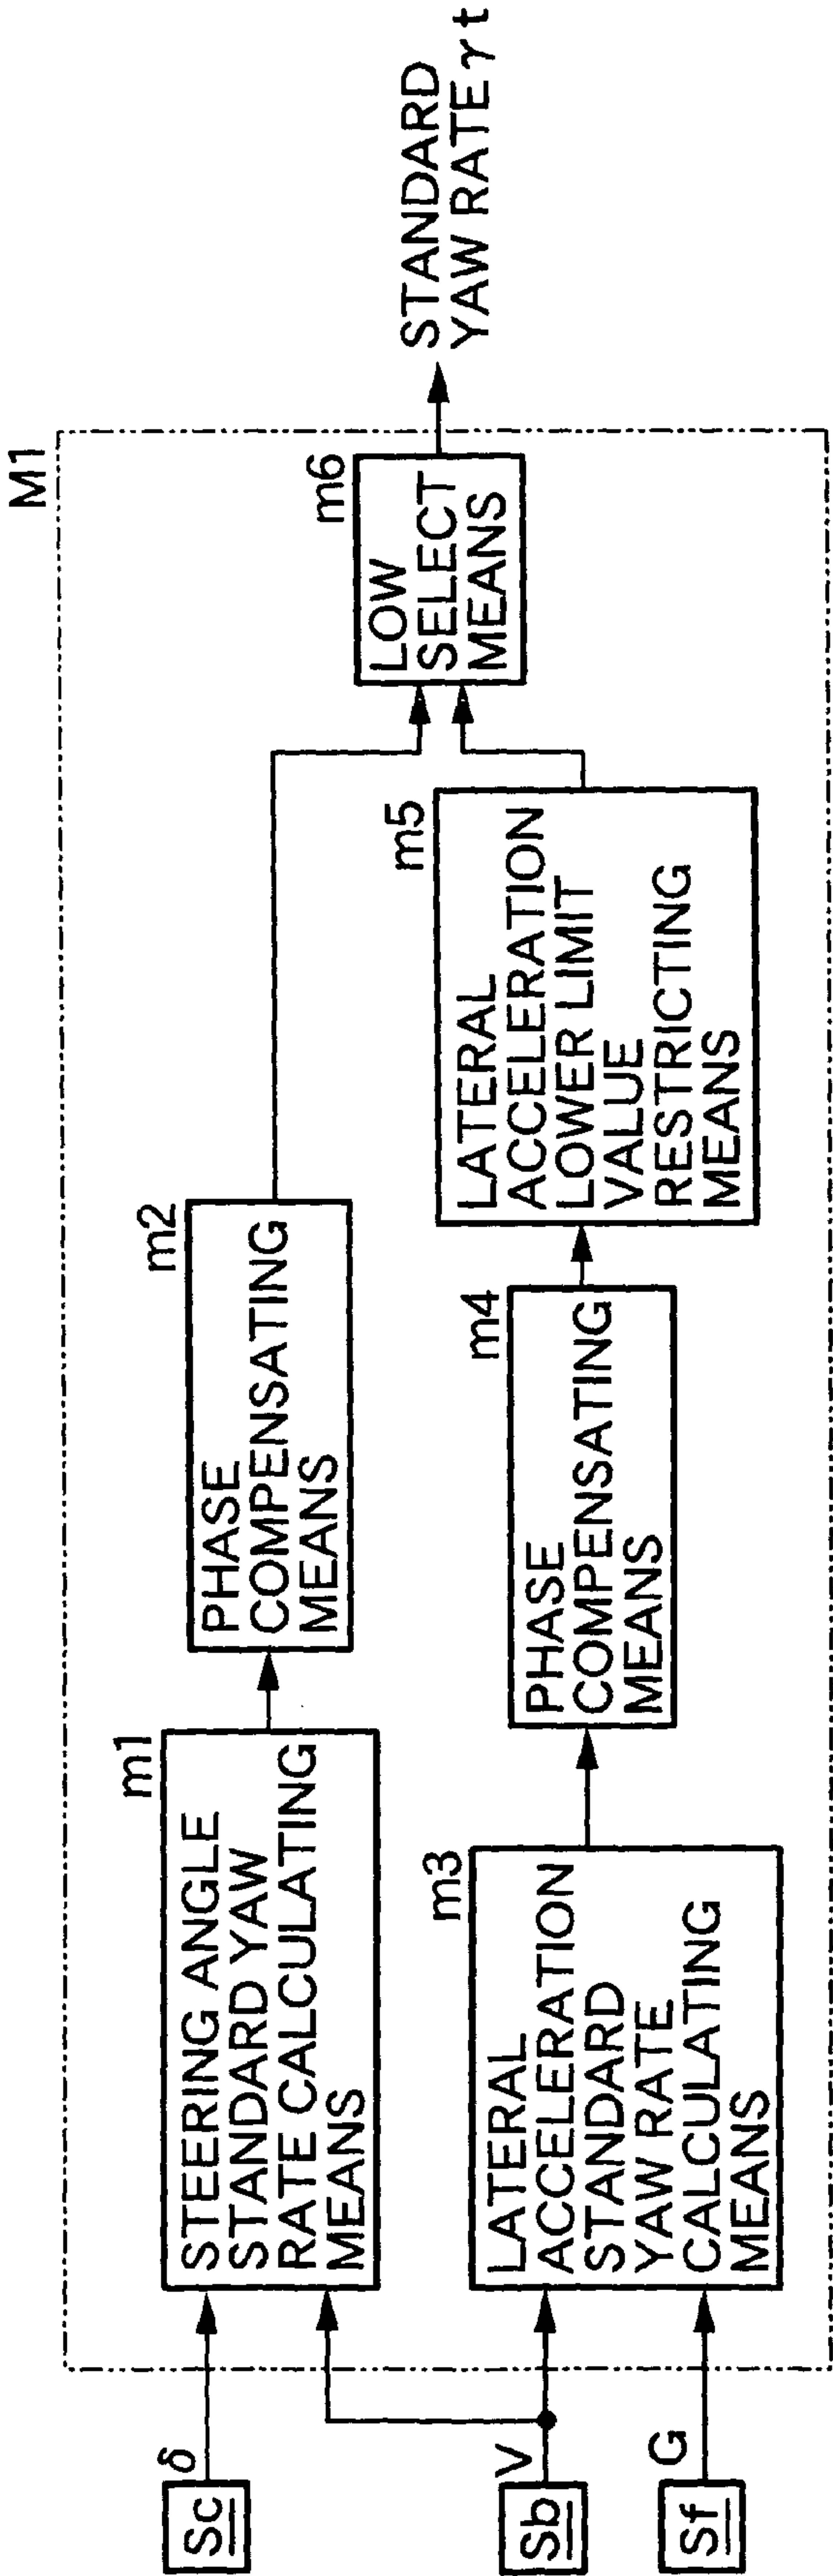 M1
Sc
δ
m1
STEERING ANGLE
STANDARD YAW
RATE CALCULATING
MEANS
m2
PHASE
COMPENSATING
MEANS
Sb
V
Sf
G
m3
LATERAL
ACCELERATION
STANDARD
YAW RATE
CALCULATING
MEANS
m4
PHASE
COMPENSATING
MEANS
m5
LATERAL
ACCELERATION
LOWER LIMIT
VALUE
RESTRICTING
MEANS
m6
LOW
SELECT
MEANS
STANDARD
YAW RATE γt